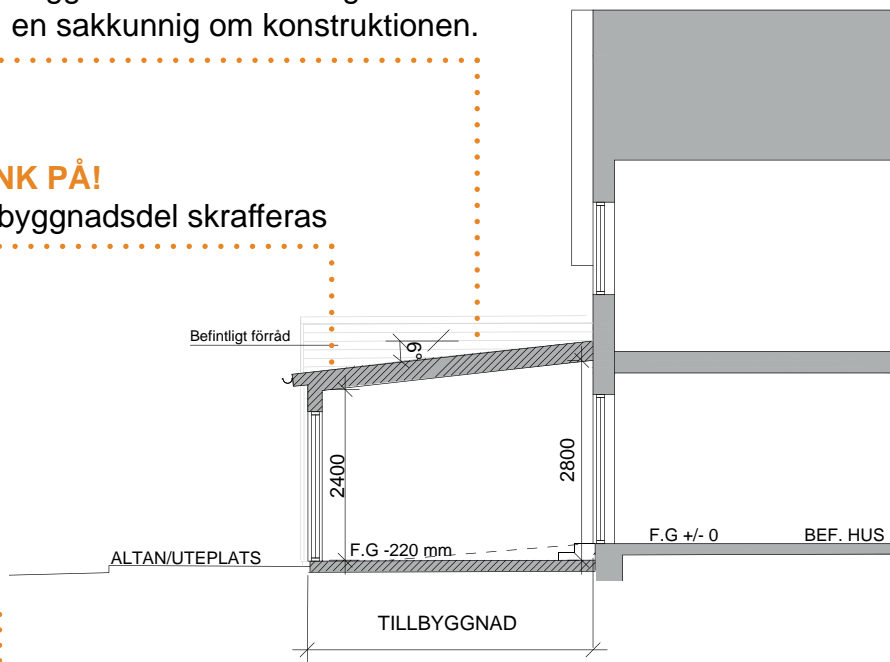 en sakkunnig om konstruktionen.
NK PÅ!
byggnadsdel skrafferas
Befintligt förråd
6°
2400
2800
F.G -220 mm
F.G +/- 0
BEF. HUS
ALTAN/UTEPLATS
TILLBYGGNAD